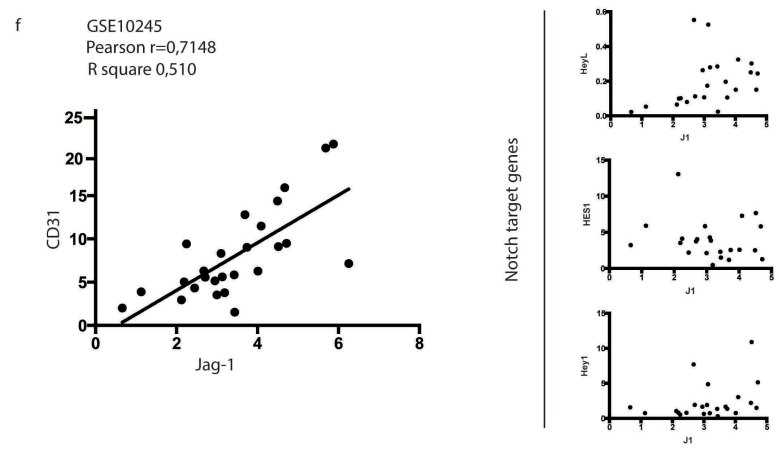 f
GSE10245
Pearson r=0,7148
R square 0,510
CD31
25
20
15
10
5
0
0 2 4 6 8
Jag-1
Notch target genes
HeyL
0.6
0.4
0.2
0.0
0 1 2 3 4 5
J1
HES1
15
10
5
0
0 1 2 3 4 5
J1
Hey1
15
10
5
0
0 1 2 3 4 5
J1